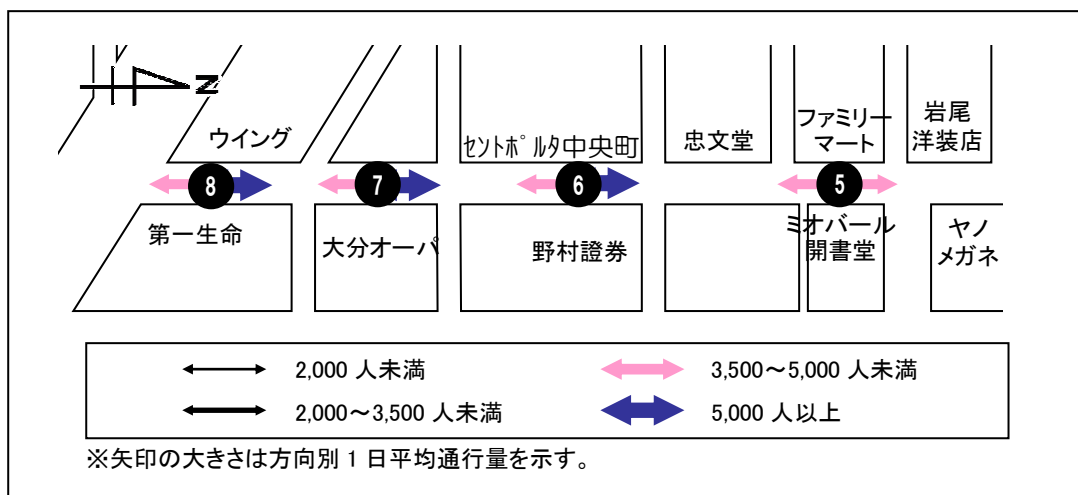 N
ウイング
セントポルタ中央町
忠文堂
ファミリー
マート
岩尾
洋装店
8
7
6
5
第一生命
大分オーパ
野村證券
ミオバール
開書堂
ヤノ
メガネ
2,000 人未満
3,500～5,000 人未満
2,000～3,500 人未満
5,000 人以上
※矢印の大きさは方向別 1 日平均通行量を示す。